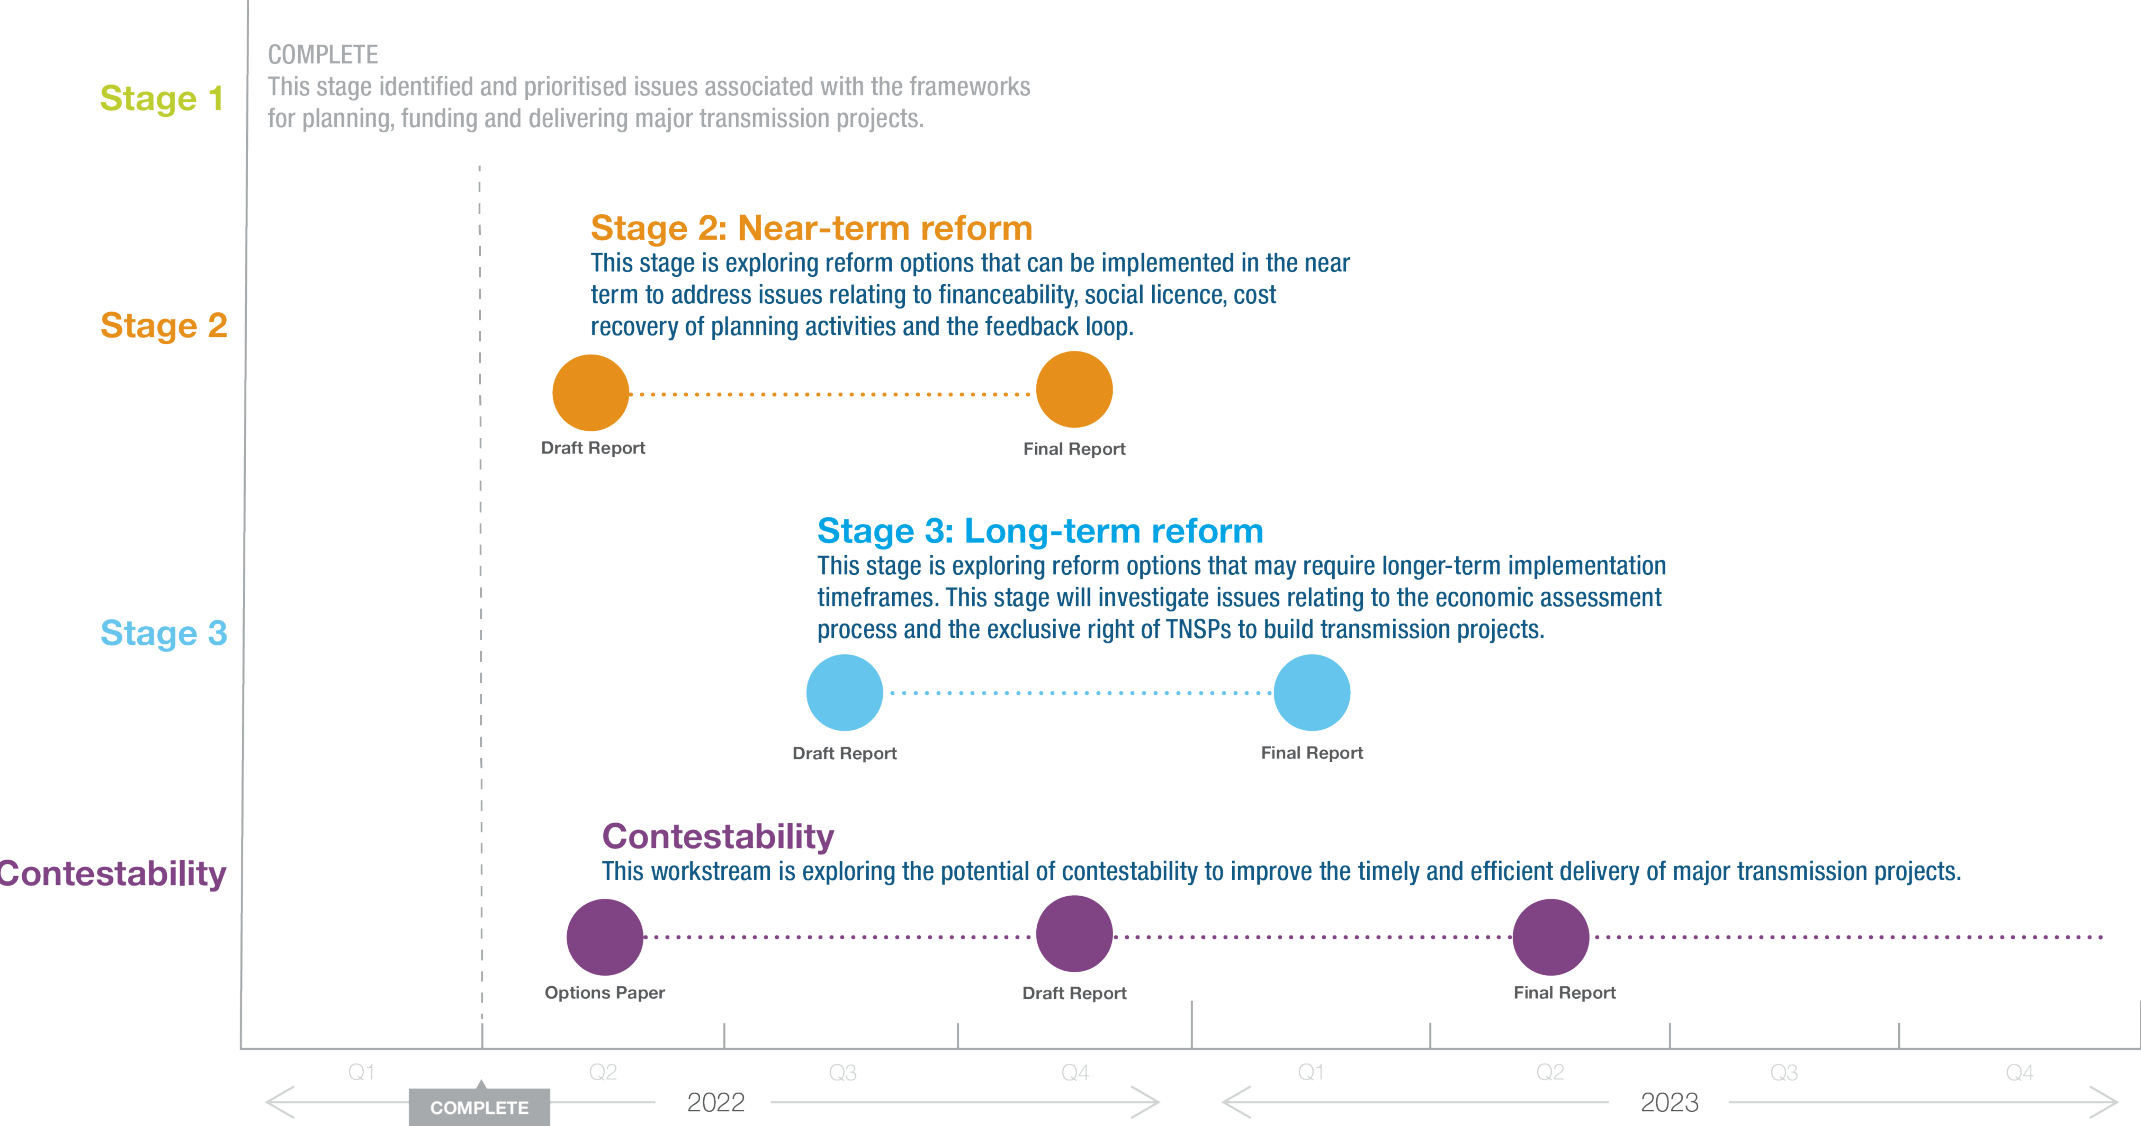 COMPLETE
This stage identified and prioritised issues associated with the frameworks
for planning, funding and delivering major transmission projects.
Stage 1
Stage 2: Near-term reform
This stage is exploring reform options that can be implemented in the near
term to address issues relating to financeability, social licence, cost
recovery of planning activities and the feedback loop.
Stage 2
Draft Report
Final Report
Stage 3: Long-term reform
This stage is exploring reform options that may require longer-term implementation
timeframes. This stage will investigate issues relating to the economic assessment
process and the exclusive right of TNSPs to build transmission projects.
Stage 3
Draft Report
Final Report
Contestability
This workstream is exploring the potential of contestability to improve the timely and efficient delivery of major transmission projects.
Contestability
Options Paper
Draft Report
Final Report
Q1
Q2
Q3
Q4
Q1
Q2
Q3
Q4
COMPLETE
2022
2023